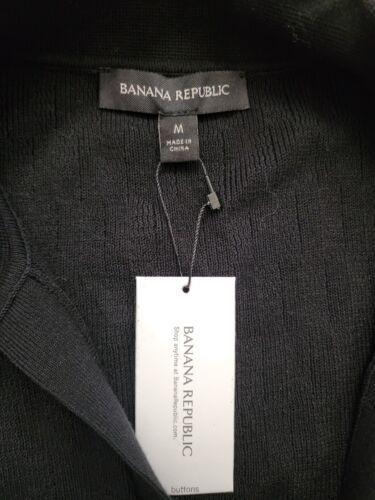 BANANA REPUBLIC
M
MADE IN
CHINA
BANANA REPUBLIC
Shop anytime at BananaRepublic.com.
buttons